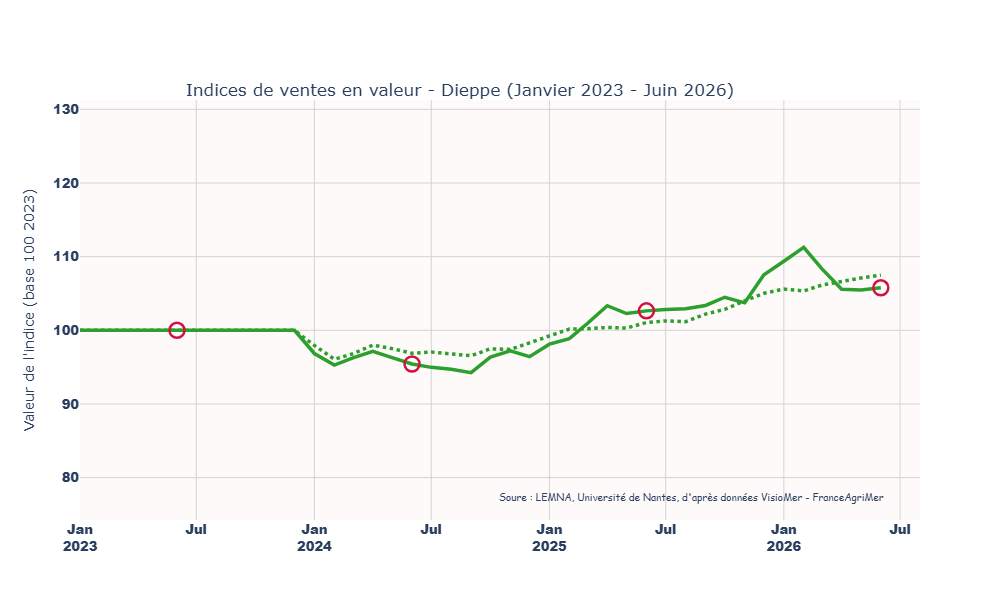 Indices de ventes en valeur - Dieppe (Janvier 2023 - Juin 2026)
Valeur de l'indice (base 100 2023)
130
120
110
100
90
80
Soure : LEMNA, Université de Nantes, d'après données VisioMer - FranceAgriMer
Jan Jul Jan Jul Jan Jul Jan Jul
2023 2024 2025 2026